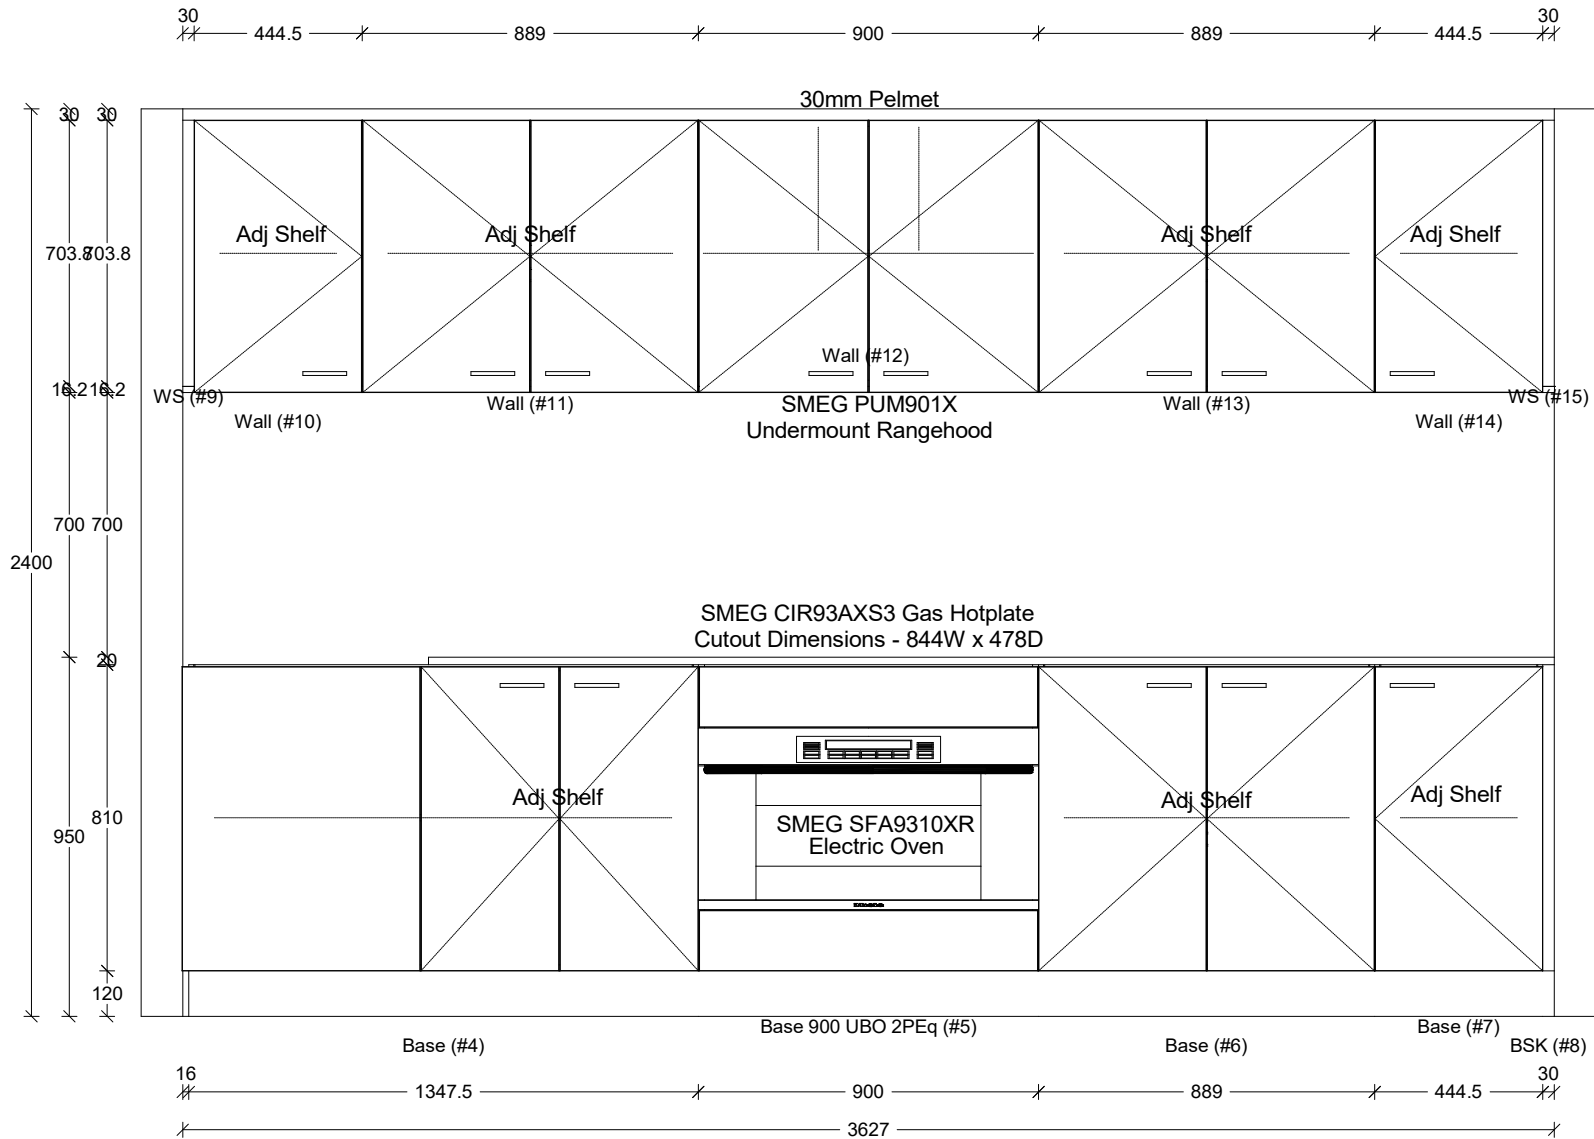 30
30
444.5
889
900
889
444.5
30mm Pelmet
30
30
Adj Shelf
Adj Shelf
Adj Shelf
Adj Shelf
703.8
703.8
Wall (#12)
16.2
16.2
WS (#9)
WS (#15)
Wall (#11)
SMEG PUM901X
Wall (#13)
Wall (#10)
Undermount Rangehood
Wall (#14)
700
700
2400
SMEG CIR93AXS3 Gas Hotplate
Cutout Dimensions - 844W x 478D
20
Adj Shelf
Adj Shelf
Adj Shelf
810
SMEG SFA9310XR
950
Electric Oven
120
Base 900 UBO 2PEq (#5)
Base (#7)
Base (#4)
Base (#6)
BSK (#8)
16
30
1347.5
900
889
444.5
3627